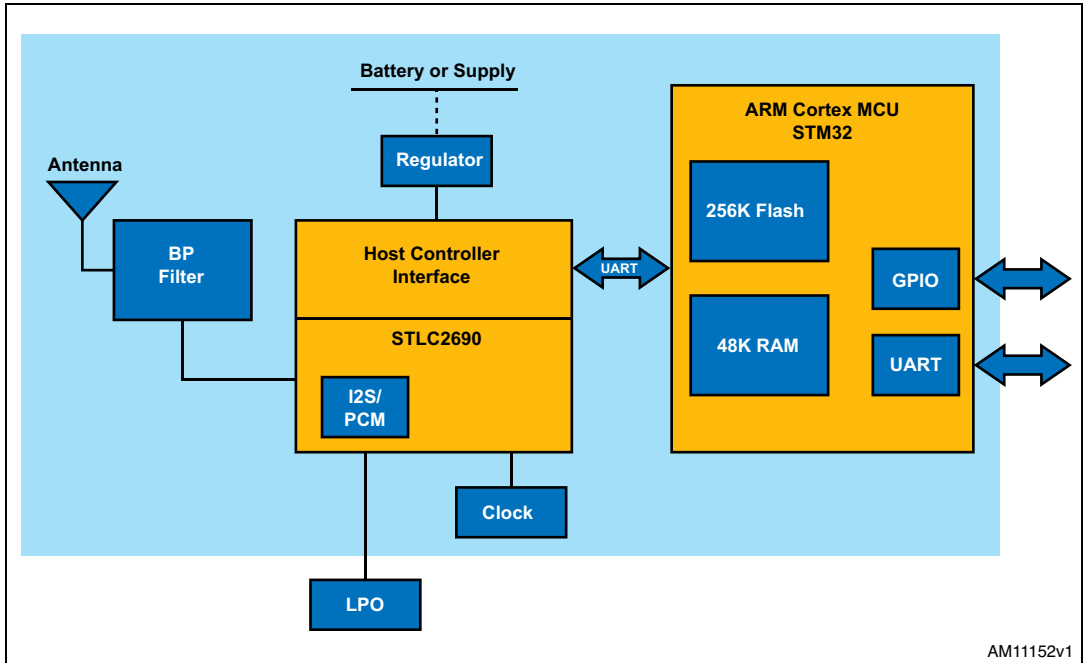 Battery or Supply
Regulator
Antenna
BP
Filter
Host Controller
Interface
STLC2690
I2S/
PCM
Clock
LPO
UART
ARM Cortex MCU
STM32
256K Flash
48K RAM
GPIO
UART
AM11152v1